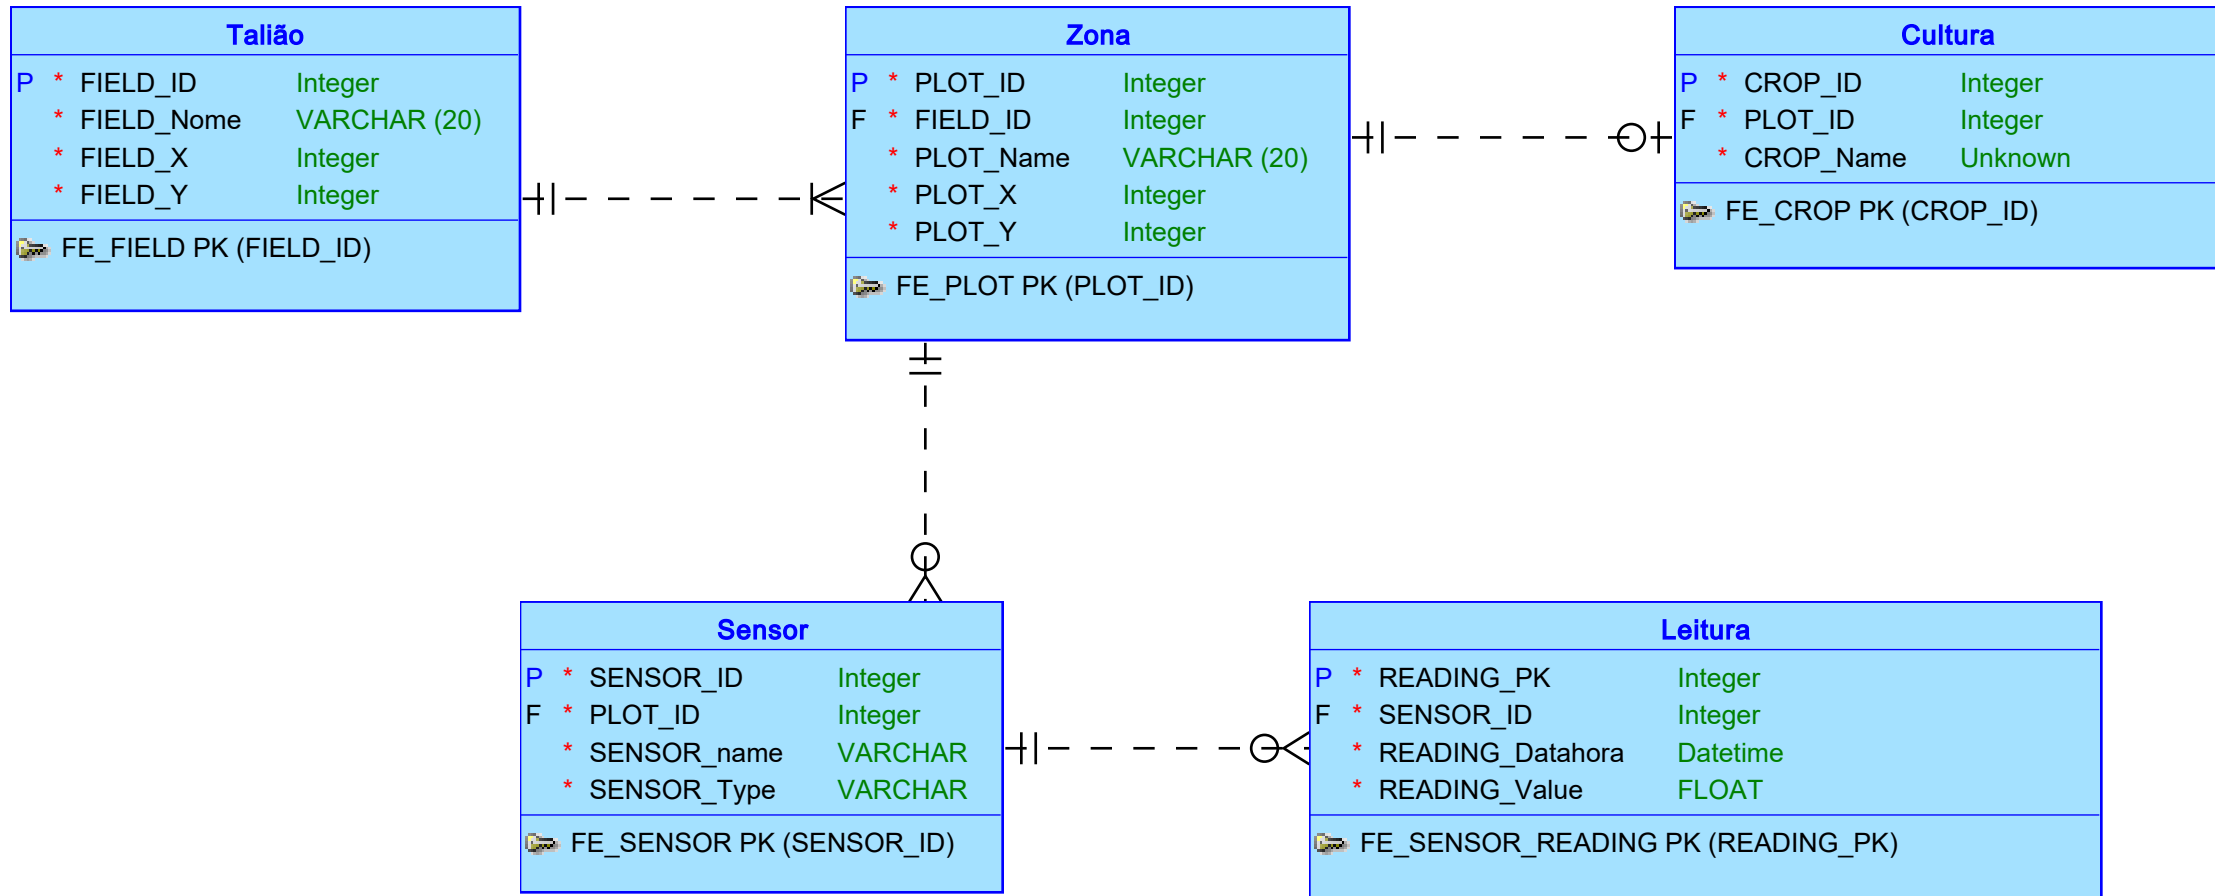 Talião
P * FIELD_ID Integer
* FIELD_Nome VARCHAR (20)
* FIELD_X Integer
* FIELD_Y Integer
FE_FIELD PK (FIELD_ID)
Zona
P * PLOT_ID Integer
F * FIELD_ID Integer
* PLOT_Name VARCHAR (20)
* PLOT_X Integer
* PLOT_Y Integer
FE_PLOT PK (PLOT_ID)
Cultura
P * CROP_ID Integer
F * PLOT_ID Integer
* CROP_Name Unknown
FE_CROP PK (CROP_ID)
Sensor
P * SENSOR_ID Integer
F * PLOT_ID Integer
* SENSOR_name VARCHAR
* SENSOR_Type VARCHAR
FE_SENSOR PK (SENSOR_ID)
Leitura
P * READING_PK Integer
F * SENSOR_ID Integer
* READING_Datahora Datetime
* READING_Value FLOAT
FE_SENSOR_READING PK (READING_PK)